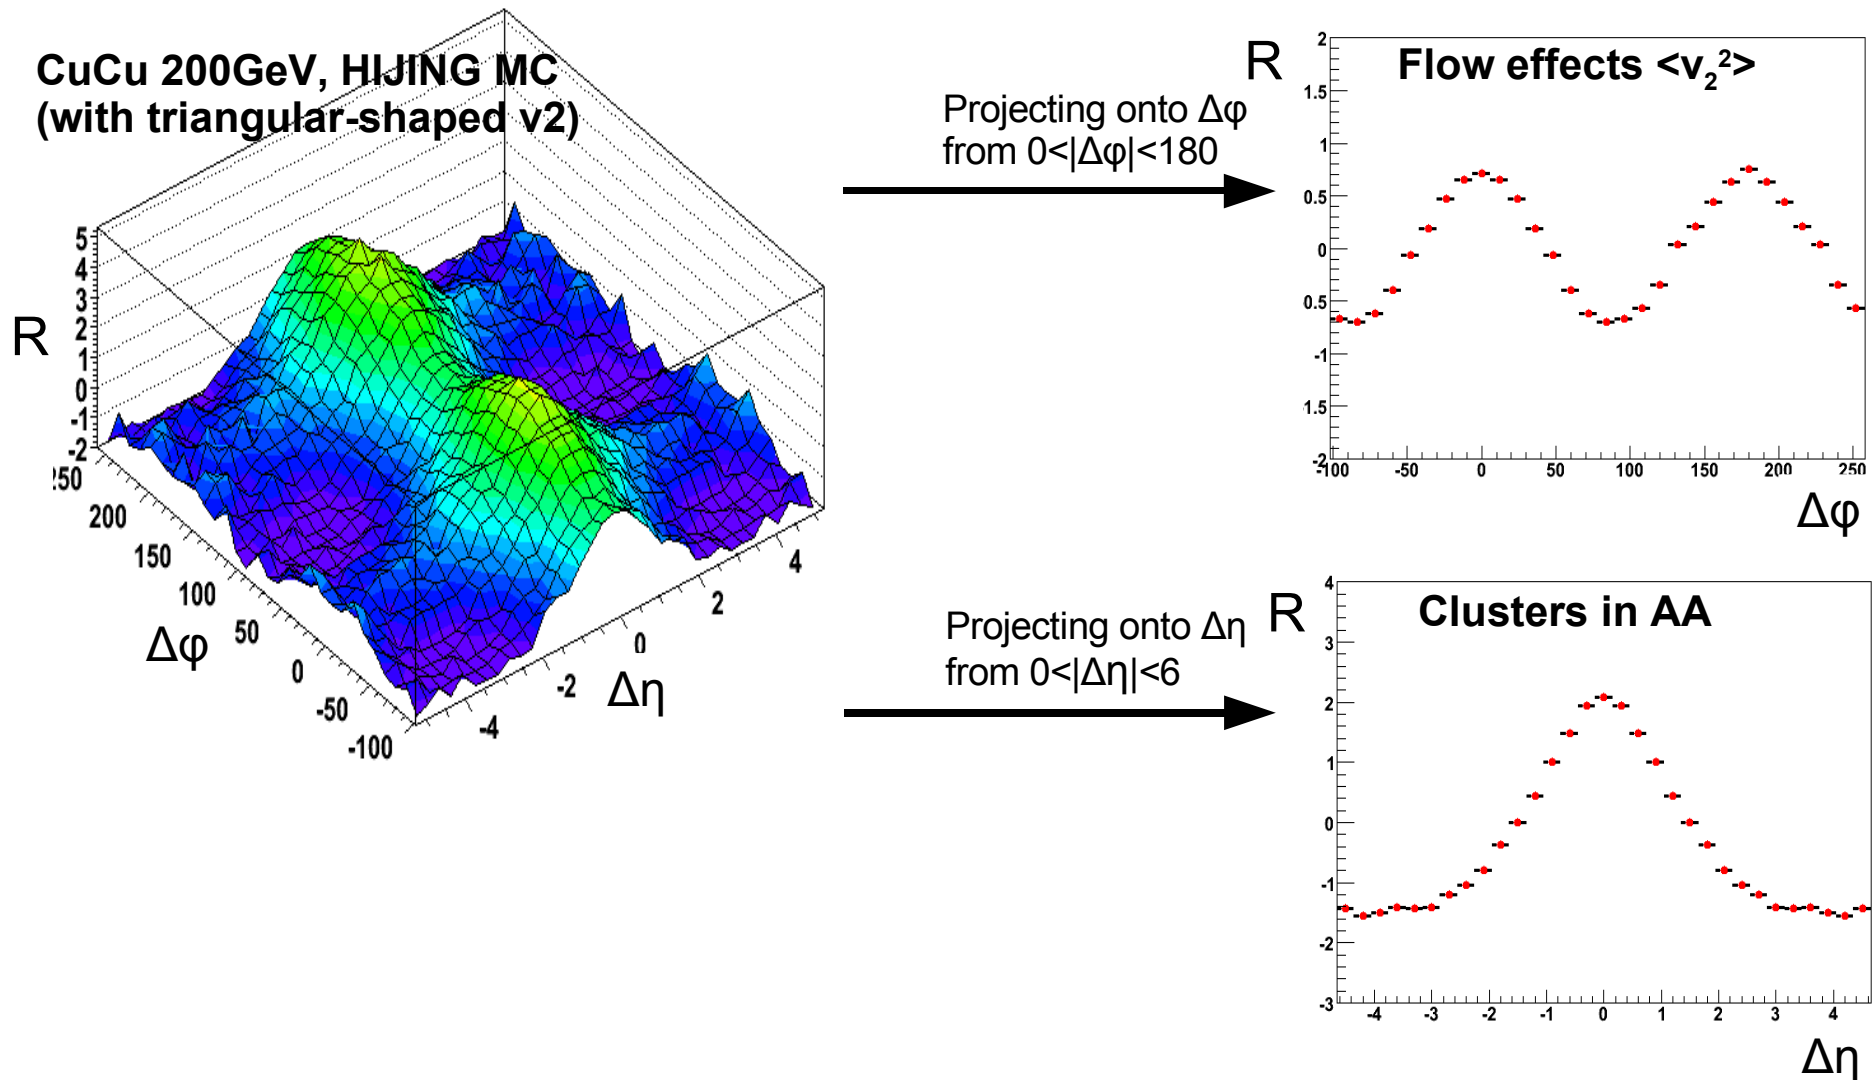 CuCu 200GeV, HIJING MC
(with triangular-shaped v2)
R
5
4
3
2
1
0
-1
-2
250
200
150
100
50
0
-50
-100
Δφ
-4
-2
0
2
4
Δη
Projecting onto Δφ
from 0<|Δφ|<180
Projecting onto Δη
from 0<|Δη|<6
R
Flow effects <v₂²>
2
1.5
1
0.5
0
0.5
-1
1.5
-2
-100 -50 0 50 100 150 200 250
Δφ
R
Clusters in AA
4
3
2
1
0
-1
-2
-3
-4 -3 -2 -1 0 1 2 3 4
Δη